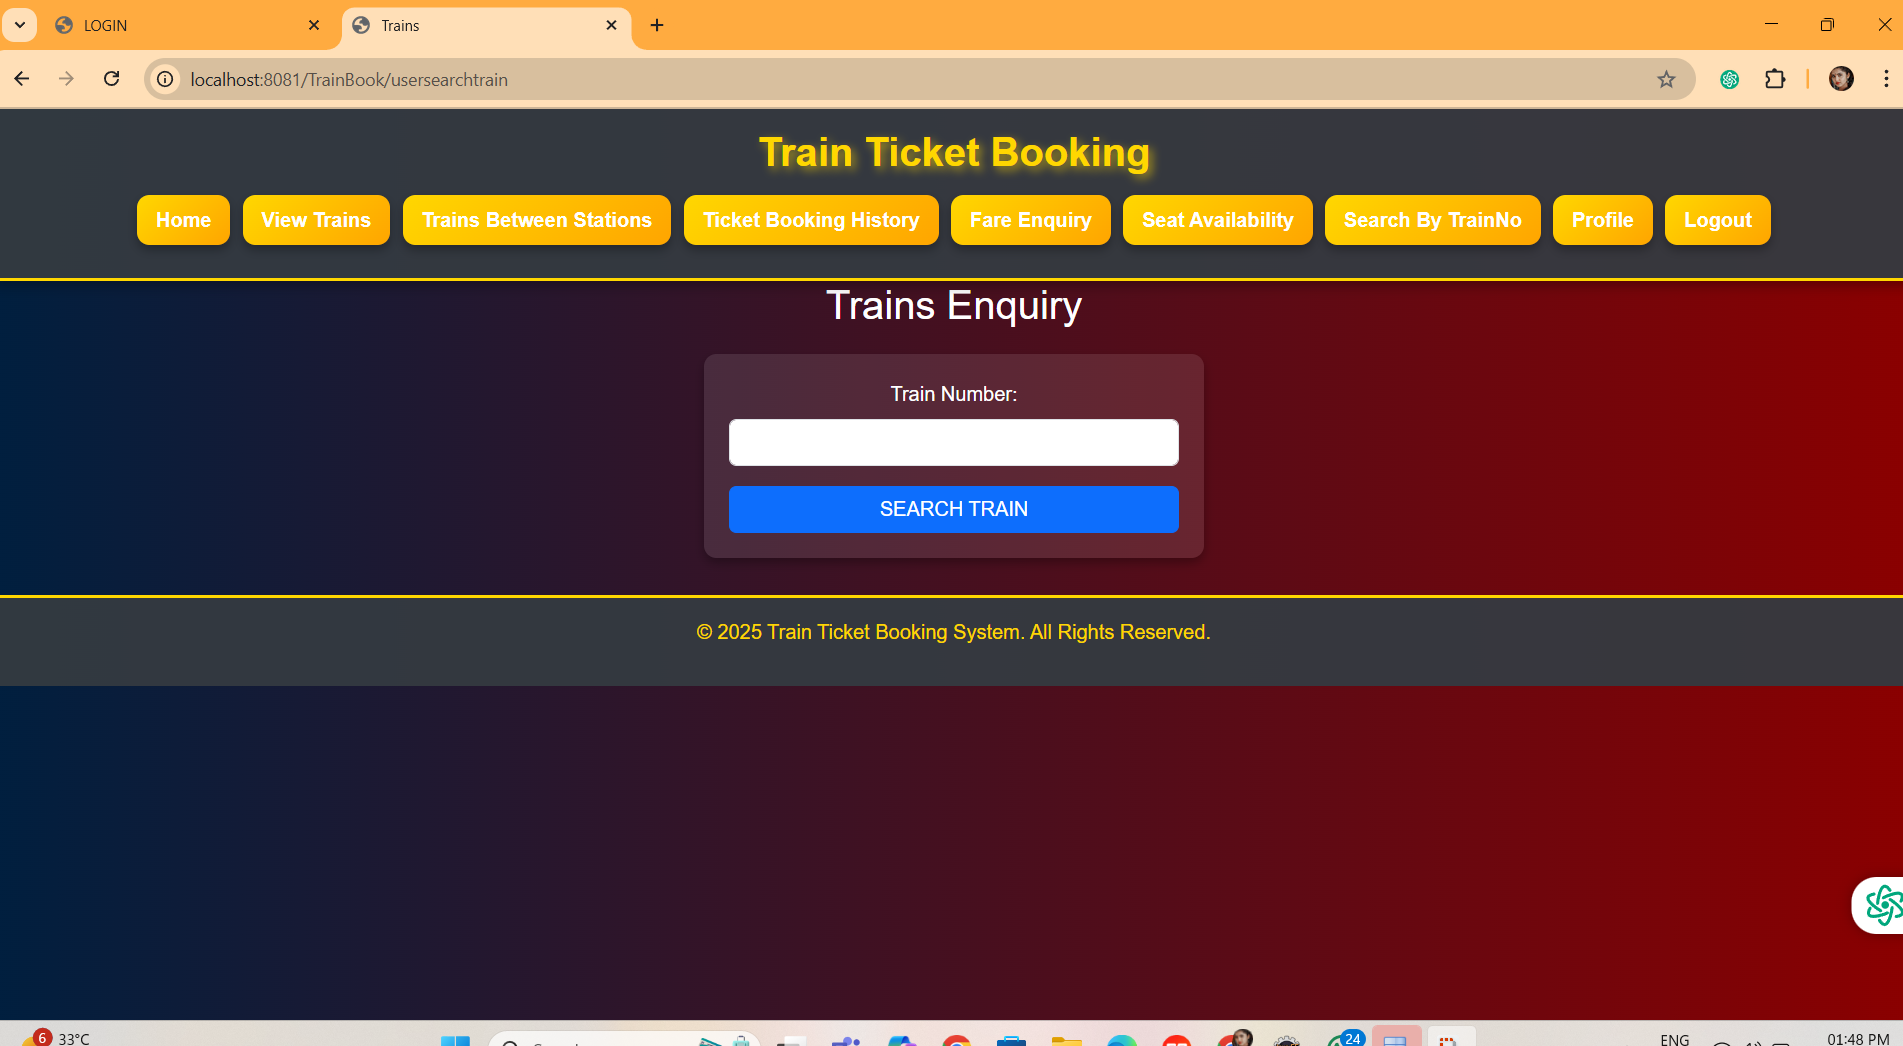 LOGIN
Trains
localhost:8081/TrainBook/usersearchtrain
Train Ticket Booking
Home View Trains Trains Between Stations Ticket Booking History Fare Enquiry Seat Availability Search By TrainNo Profile Logout
Trains Enquiry
Train Number:
SEARCH TRAIN
© 2025 Train Ticket Booking System. All Rights Reserved.
6 33°C 24 ENG 01:48 PM